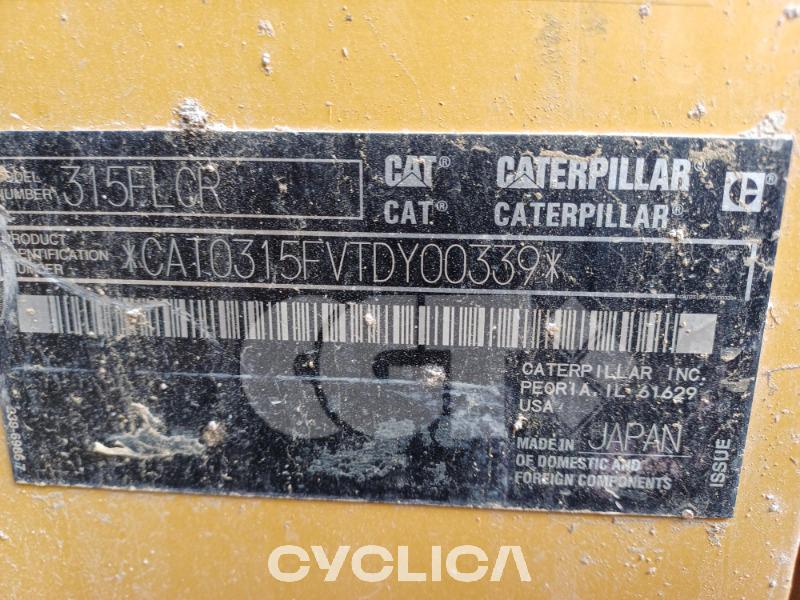 MODEL
NUMBER
315FLCR
CAT® CATERPILLAR®
CAT® CATERPILLAR®
PRODUCT
IDENTIFICATION
NUMBER
*CAT0315FVTDY00339*
CATERPILLAR INC.
PEORIA, IL 61629
USA
MADE IN JAPAN
OF DOMESTIC AND
FOREIGN COMPONENTS
ISSUE
CYCLICA